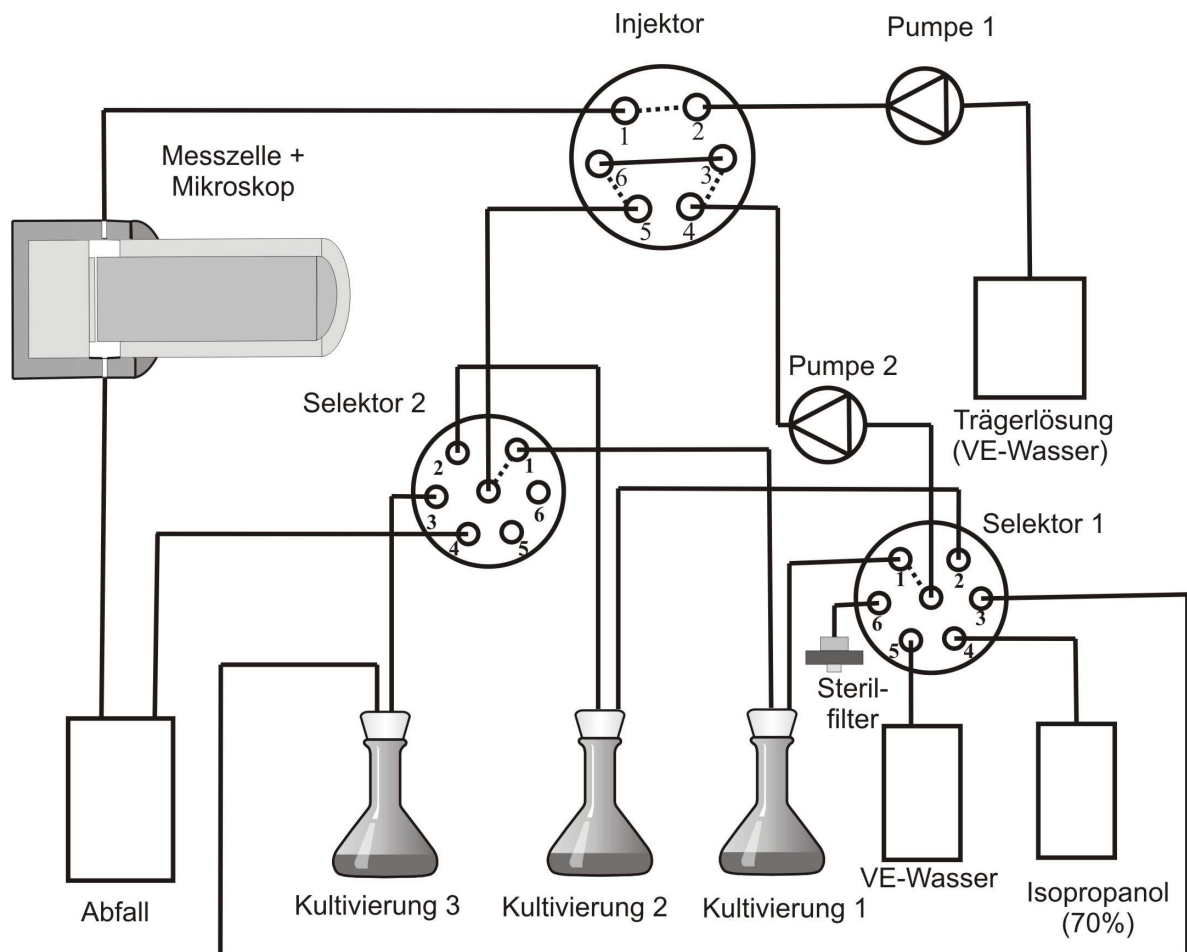 Injektor
Pumpe 1
1
2
6
3
5
4
Messzelle +
Mikroskop
Pumpe 2
Trägerlösung
(VE-Wasser)
Selektor 2
2
1
3
6
4
5
Selektor 1
1
2
6
3
5
4
Steril-
filter
VE-Wasser
Isopropanol
(70%)
Abfall
Kultivierung 3
Kultivierung 2
Kultivierung 1